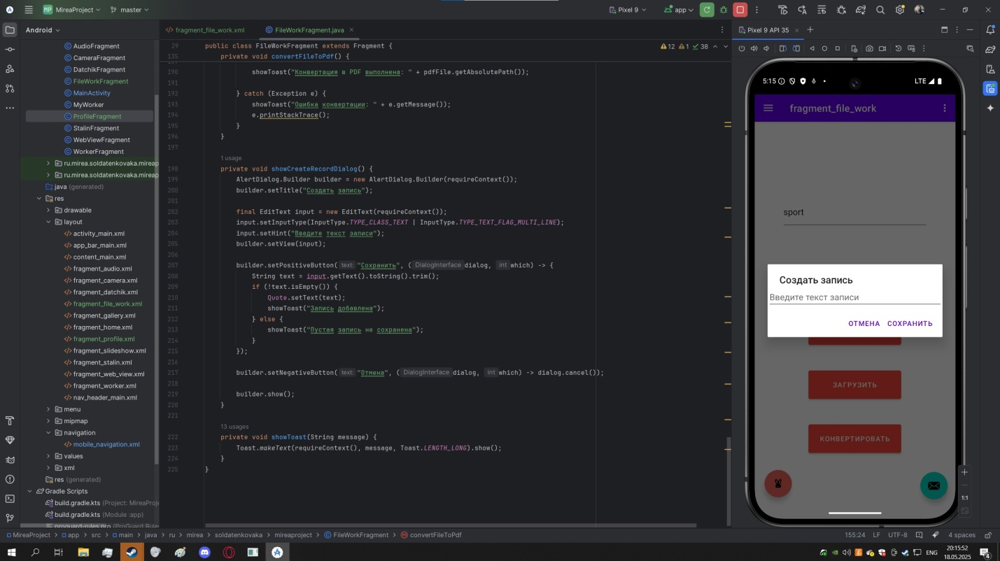 MP MireaProject master Pixel 9 app
Android
AudioFragment
CameraFragment
DatchikFragment
FileWorkFragment
MainActivity
MyWorker
ProfileFragment
StalinFragment
WebViewFragment
WorkerFragment
ru.mirea.soldatenkovaka.mireap
ru.mirea.soldatenkovaka.mireap
java (generated)
res
drawable
layout
activity_main.xml
app_bar_main.xml
content_main.xml
fragment_audio.xml
fragment_camera.xml
fragment_datchik.xml
fragment_file_work.xml
fragment_gallery.xml
fragment_home.xml
fragment_profile.xml
fragment_slideshow.xml
fragment_stalin.xml
fragment_web_view.xml
fragment_worker.xml
nav_header_main.xml
menu
mipmap
navigation
mobile_navigation.xml
values
xml
res (generated)
Gradle Scripts
build.gradle.kts (Project: MireaProj
build.gradle.kts (Module :app)
proguard-rules.pro (ProGuard Rule
fragment_file_work.xml FileWorkFragment.java
12 1 38
29 public class FileWorkFragment extends Fragment {
135 private void convertFileToPdf() {
190 showToast("Конвертация в PDF выполнена: " + pdfFile.getAbsolutePath());
191
192 } catch (Exception e) {
193 showToast("Ошибка конвертации: " + e.getMessage());
194 e.printStackTrace();
195 }
196 }
197
1 usage
198 private void showCreateRecordDialog() {
199 AlertDialog.Builder builder = new AlertDialog.Builder(requireContext());
200 builder.setTitle("Создать запись");
201
202 final EditText input = new EditText(requireContext());
203 input.setInputType(InputType.TYPE_CLASS_TEXT | InputType.TYPE_TEXT_FLAG_MULTI_LINE);
204 input.setHint("Введите текст записи");
205 builder.setView(input);
206
207 builder.setPositiveButton( text: "Сохранить", ( DialogInterface dialog, int which) -> {
208 String text = input.getText().toString().trim();
209 if (!text.isEmpty()) {
210 Quote.setText(text);
211 showToast("Запись добавлена");
212 } else {
213 showToast("Пустая запись не сохранена");
214 }
215 });
216
217 builder.setNegativeButton( text: "Отмена", ( DialogInterface dialog, int which) -> dialog.cancel());
218
219 builder.show();
220 }
221
13 usages
222 private void showToast(String message) {
223 Toast.makeText(requireContext(), message, Toast.LENGTH_LONG).show();
224 }
225 }
Pixel 9 API 35
5:15 LTE
fragment_file_work
sport
Создать запись
Введите текст записи
ОТМЕНА СОХРАНИТЬ
ЗАГРУЗИТЬ
КОНВЕРТИРОВАТЬ
1:1
MireaProject app src main java ru mirea soldatenkovaka mireaproject FileWorkFragment convertFileToPdf 155:24 LF UTF-8 4 spaces
ENG 20:15:52
18.05.2025 4